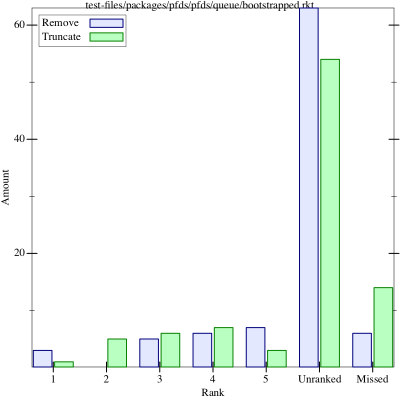 test-files/packages/pfds/pfds/queue/bootstrapped.rkt
Remove
Truncate
60
40
20
Amount
1 2 3 4 5 Unranked Missed
Rank